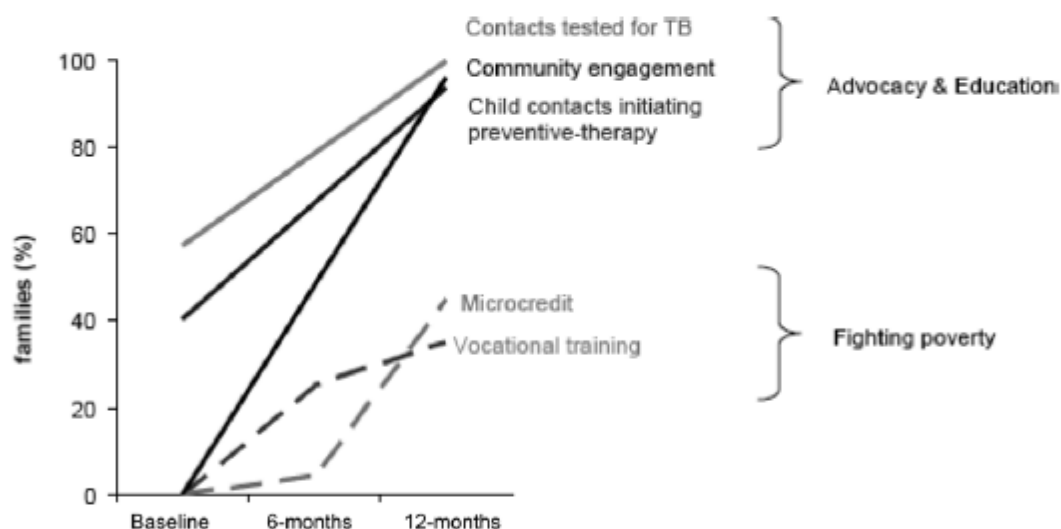 Contacts tested for TB
Community engagement
Child contacts initiating
preventive-therapy
Advocacy & Education
100
80
60
40
20
0
families (%)
Microcredit
Vocational training
Fighting poverty
Baseline
6-months
12-months